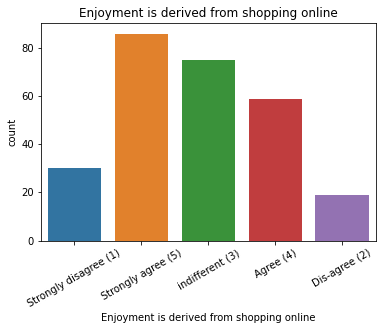 Enjoyment is derived from shopping online
count
80
60
40
20
0
Strongly disagree (1)
Strongly agree (5)
indifferent (3)
Agree (4)
Dis-agree (2)
Enjoyment is derived from shopping online